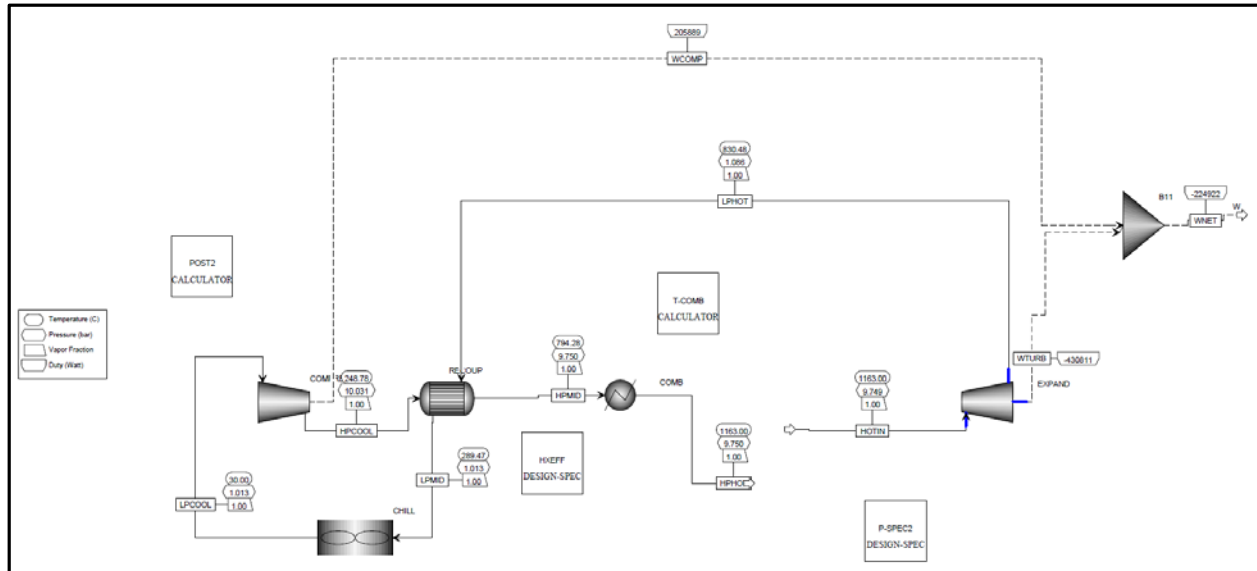 205889
WCOMP
830.48
1.086
1.00
LPHOT
B11
-224922
WNET
W
POST2
CALCULATOR
T-COMB
CALCULATOR
Temperature (C)
Pressure (bar)
Vapor Fraction
Duty (Watt)
248.78
10.031
1.00
HPCOOL
794.28
9.750
1.00
HPMID
COMB
1163.00
9.749
1.00
HOTIN
WTURB
-430811
EXPAND
HXEFF
DESIGN-SPEC
289.47
1.013
1.00
LPMID
1163.00
9.750
1.00
30.00
1.013
1.00
LPCOOL
CHILL
P-SPEC2
DESIGN-SPEC